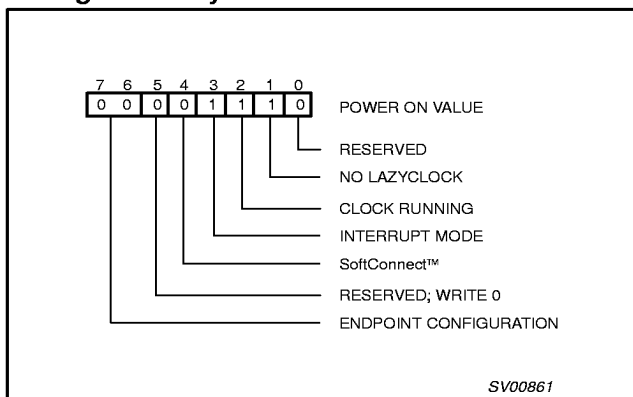 7 6 5 4 3 2 1 0
0 0 0 0 1 1 1 0 POWER ON VALUE
RESERVED
NO LAZYCLOCK
CLOCK RUNNING
INTERRUPT MODE
SoftConnect™
RESERVED; WRITE 0
ENDPOINT CONFIGURATION
SV00861